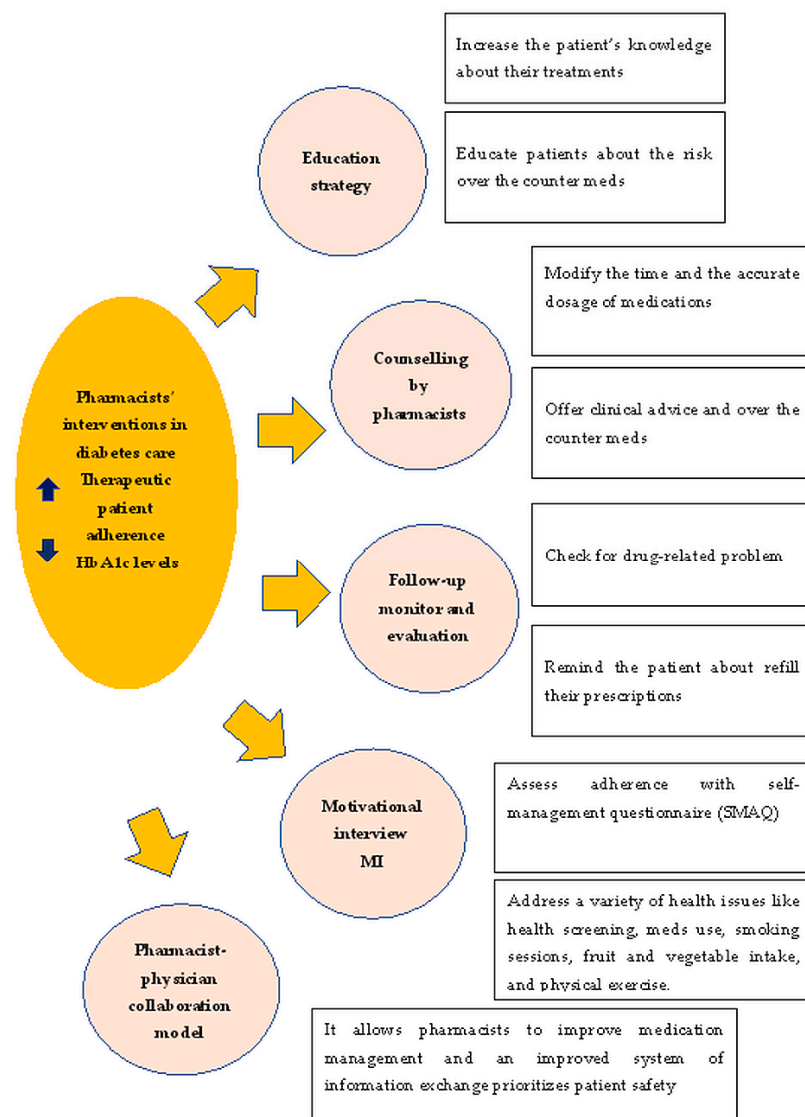 Increase the patient's knowledge
about their treatments
Education
strategy
Educate patients about the risk
over the counter meds
Modify the time and the accurate
dosage of medications
Counselling
by
pharmacists
Offer clinical advice and over the
counter meds
Pharmacists'
interventions in
diabetes care
Therapeutic
patient
adherence
HbA1c levels
Check for drug-related problem
Follow-up
monitor and
evaluation
Remind the patient about refill
their prescriptions
Motivational
interview
MI
Assess adherence with self-
management questionnaire (SMAQ)
Address a variety of health issues like
health screening, meds use, smoking
sessions, fruit and vegetable intake,
and physical exercise.
Pharmacist-
physician
collaboration
model
It allows pharmacists to improve medication
management and an improved system of
information exchange prioritizes patient safety